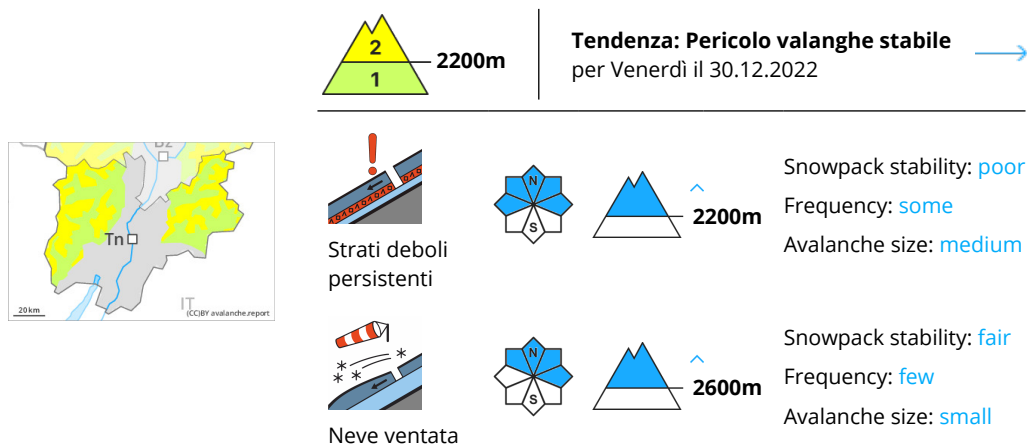 2
1
2200m
Tendenza: Pericolo valanghe stabile
per Venerdì il 30.12.2022
Bz
Tn
IT
20 km
(CC)BY avalanche.report
N
S
2200m
Strati deboli
persistenti
Snowpack stability: poor
Frequency: some
Avalanche size: medium
N
S
2600m
Neve ventata
Snowpack stability: fair
Frequency: few
Avalanche size: small